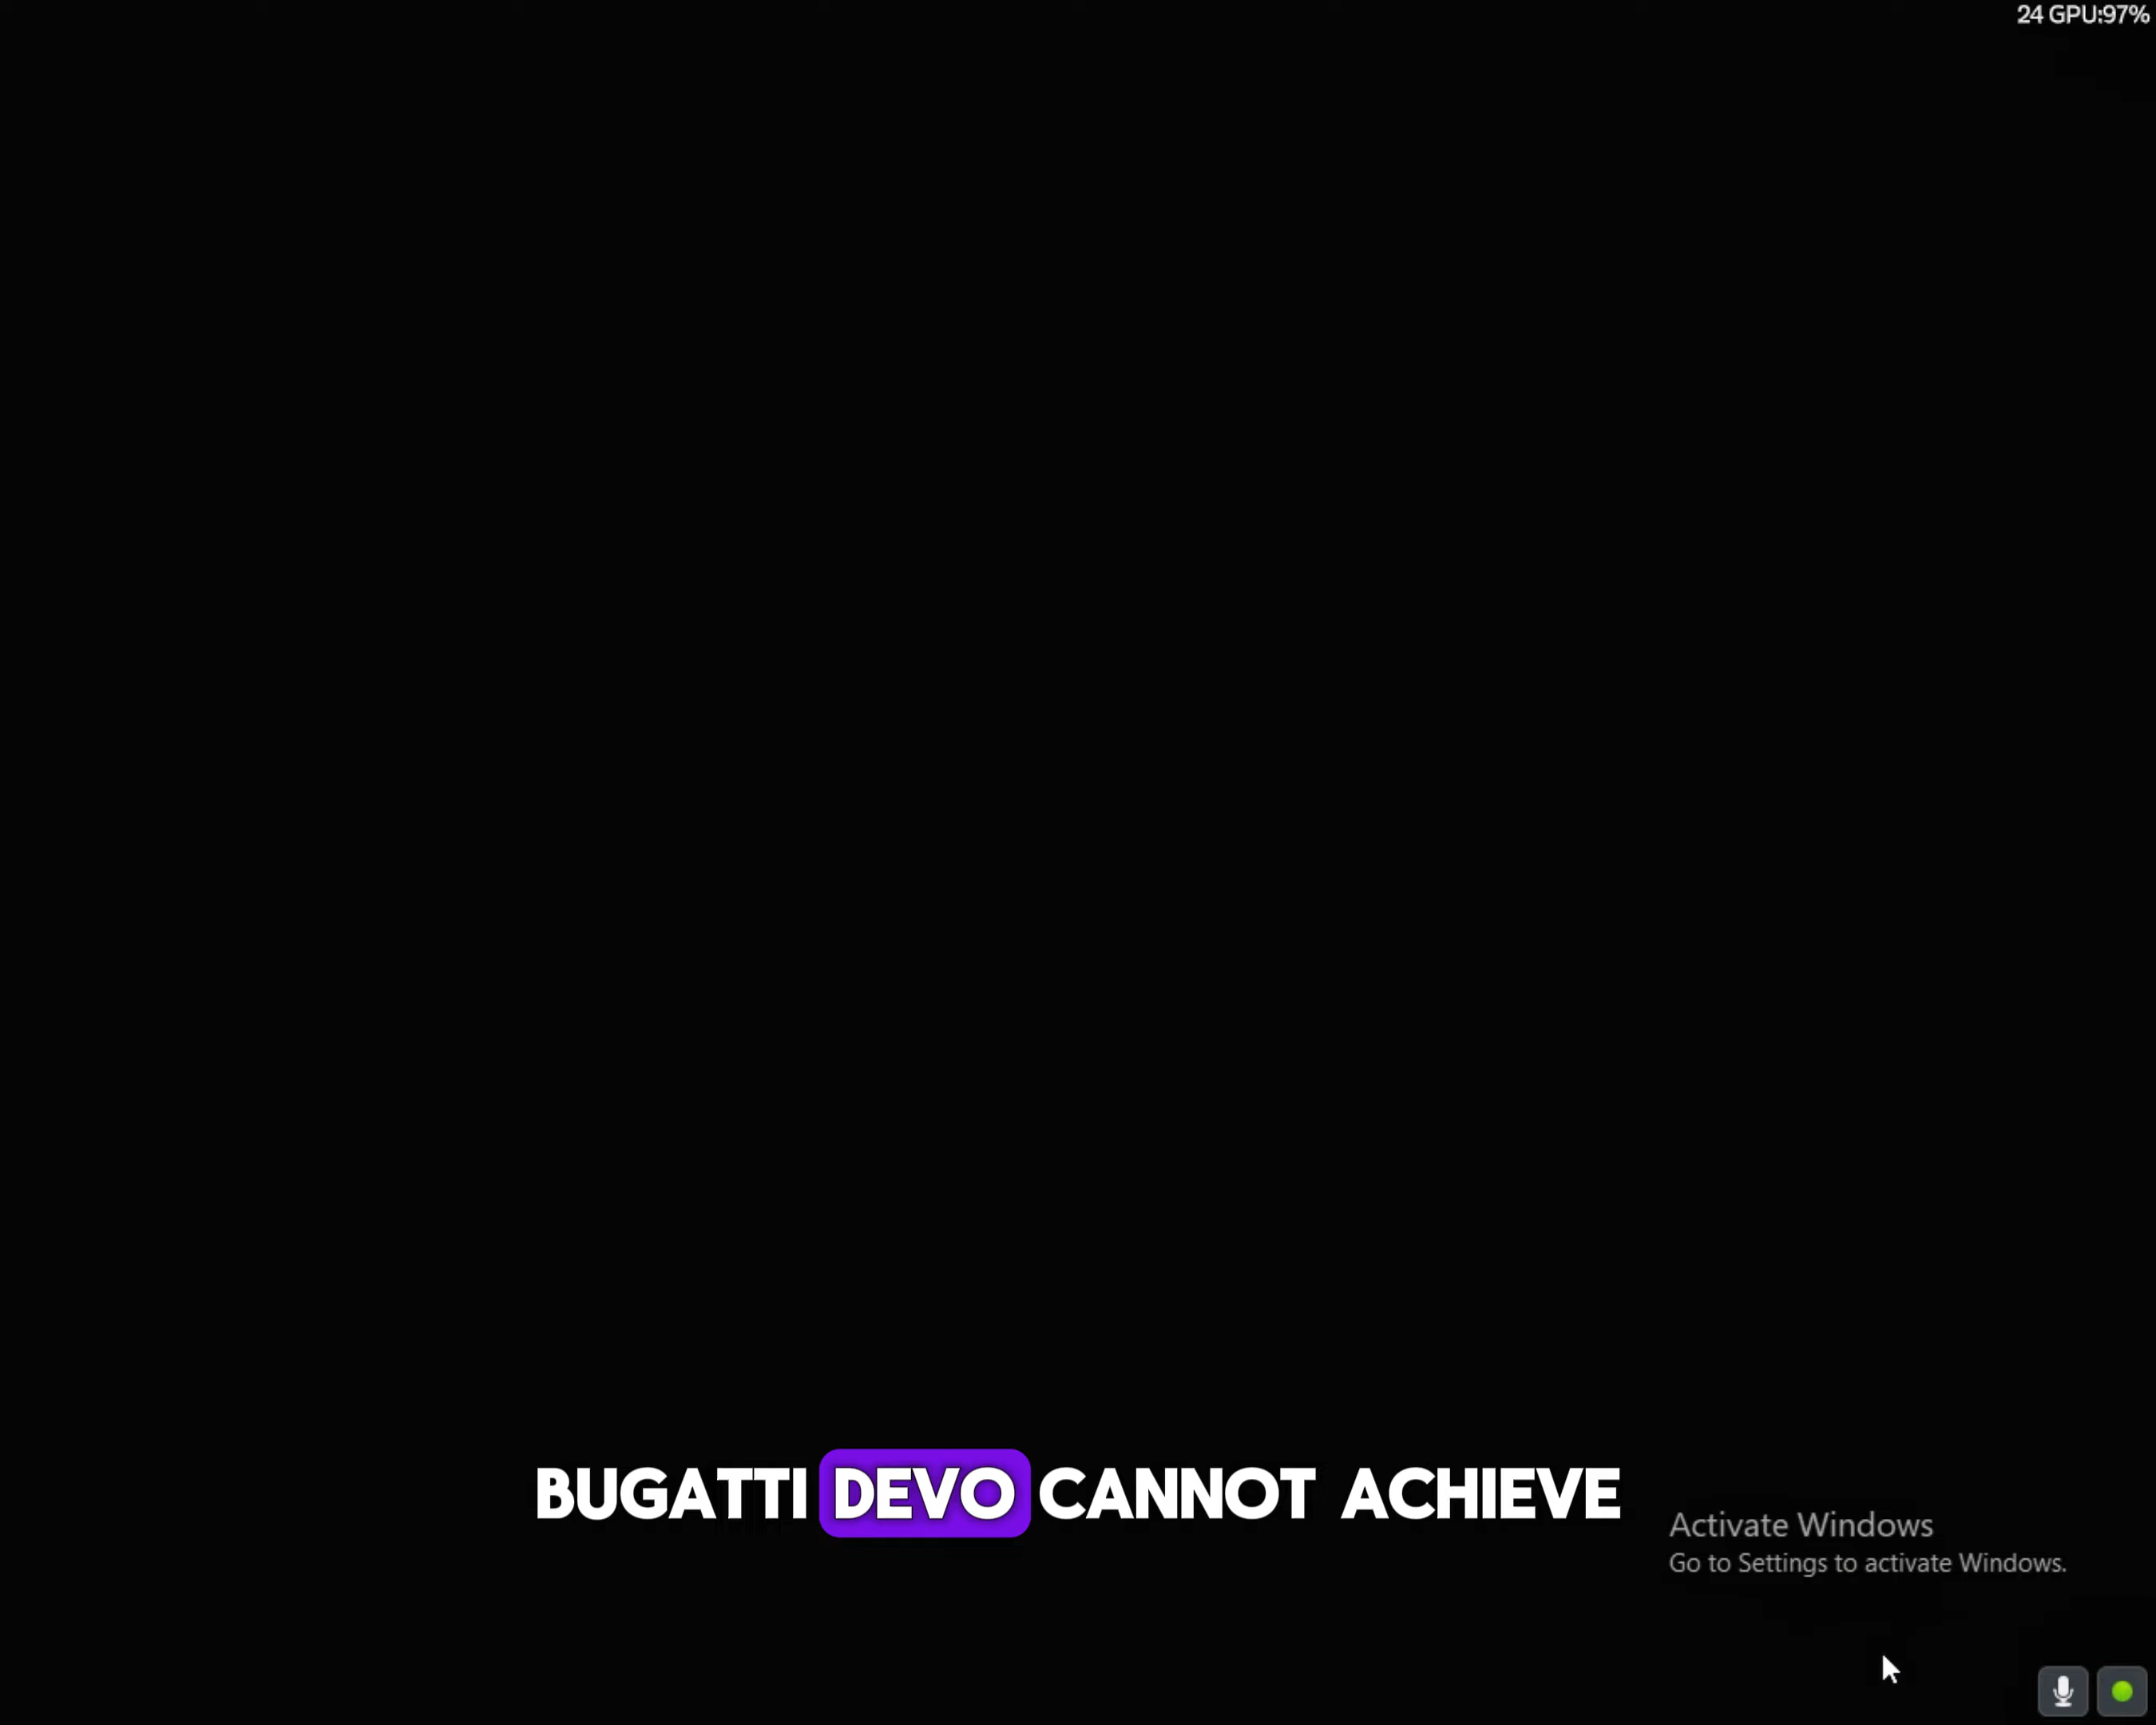 24 GPU:97%
BUGATTI DEVO CANNOT ACHIEVE
Activate Windows
Go to Settings to activate Windows.